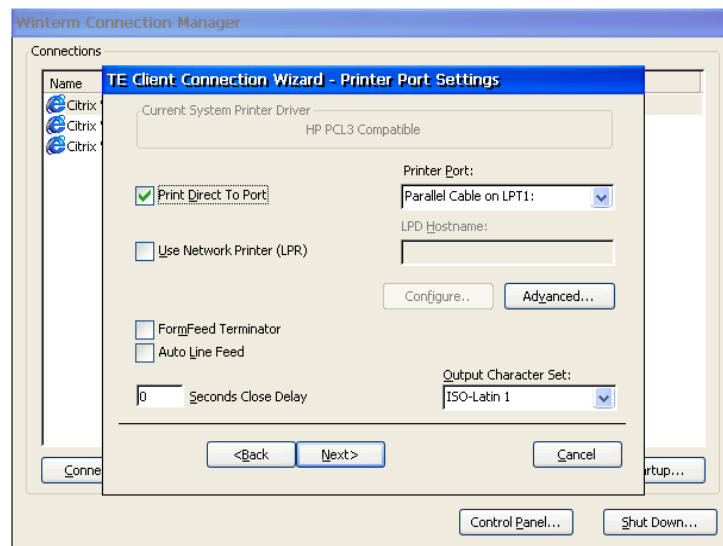 Winterm Connection Manager
Connections
Name
Citrix
Citrix
Citrix
TE Client Connection Wizard - Printer Port Settings
Current System Printer Driver
HP PCL3 Compatible
Printer Port:
Print Direct To Port
Parallel Cable on LPT1:
LPD Hostname:
Use Network Printer (LPR)
Configure..
Advanced...
FormFeed Terminator
Auto Line Feed
Output Character Set:
0 Seconds Close Delay
ISO-Latin 1
<Back
Next>
Cancel
Conne
rtup...
Control Panel...
Shut Down...